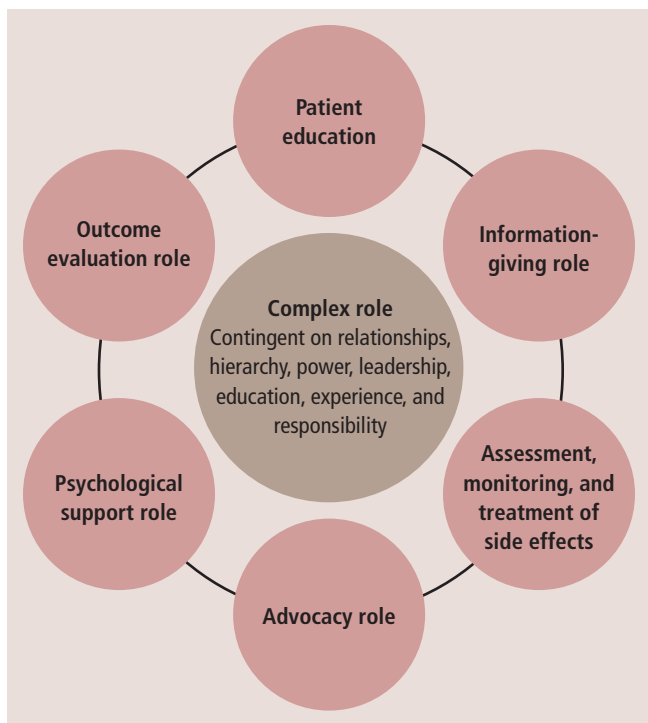 Patient
education
Information-
giving role
Assessment,
monitoring, and
treatment of
side effects
Advocacy role
Psychological
support role
Outcome
evaluation role
Complex role
Contingent on relationships,
hierarchy, power, leadership,
education, experience, and
responsibility